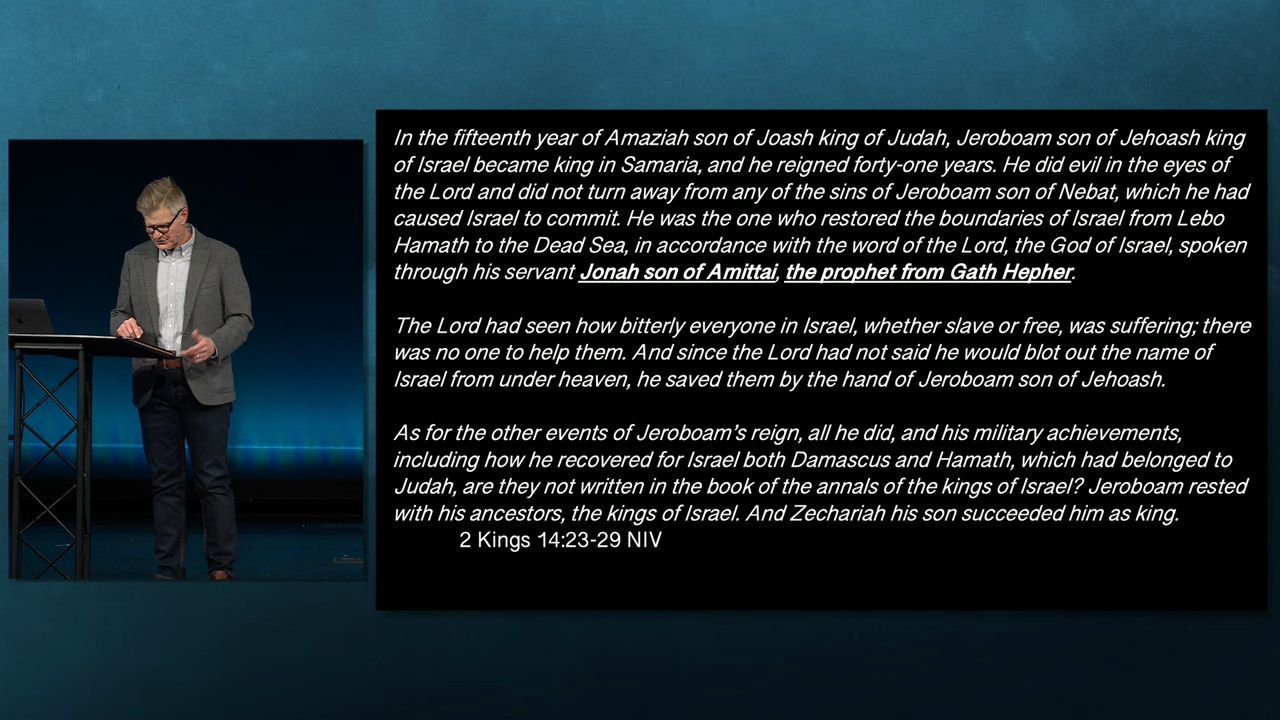 In the fifteenth year of Amaziah son of Joash king of Judah, Jeroboam son of Jehoash king
of Israel became king in Samaria, and he reigned forty-one years. He did evil in the eyes of
the Lord and did not turn away from any of the sins of Jeroboam son of Nebat, which he had
caused Israel to commit. He was the one who restored the boundaries of Israel from Lebo
Hamath to the Dead Sea, in accordance with the word of the Lord, the God of Israel, spoken
through his servant Jonah son of Amittai, the prophet from Gath Hepher.
The Lord had seen how bitterly everyone in Israel, whether slave or free, was suffering; there
was no one to help them. And since the Lord had not said he would blot out the name of
Israel from under heaven, he saved them by the hand of Jeroboam son of Jehoash.
As for the other events of Jeroboam’s reign, all he did, and his military achievements,
including how he recovered for Israel both Damascus and Hamath, which had belonged to
Judah, are they not written in the book of the annals of the kings of Israel? Jeroboam rested
with his ancestors, the kings of Israel. And Zechariah his son succeeded him as king.
2 Kings 14:23-29 NIV